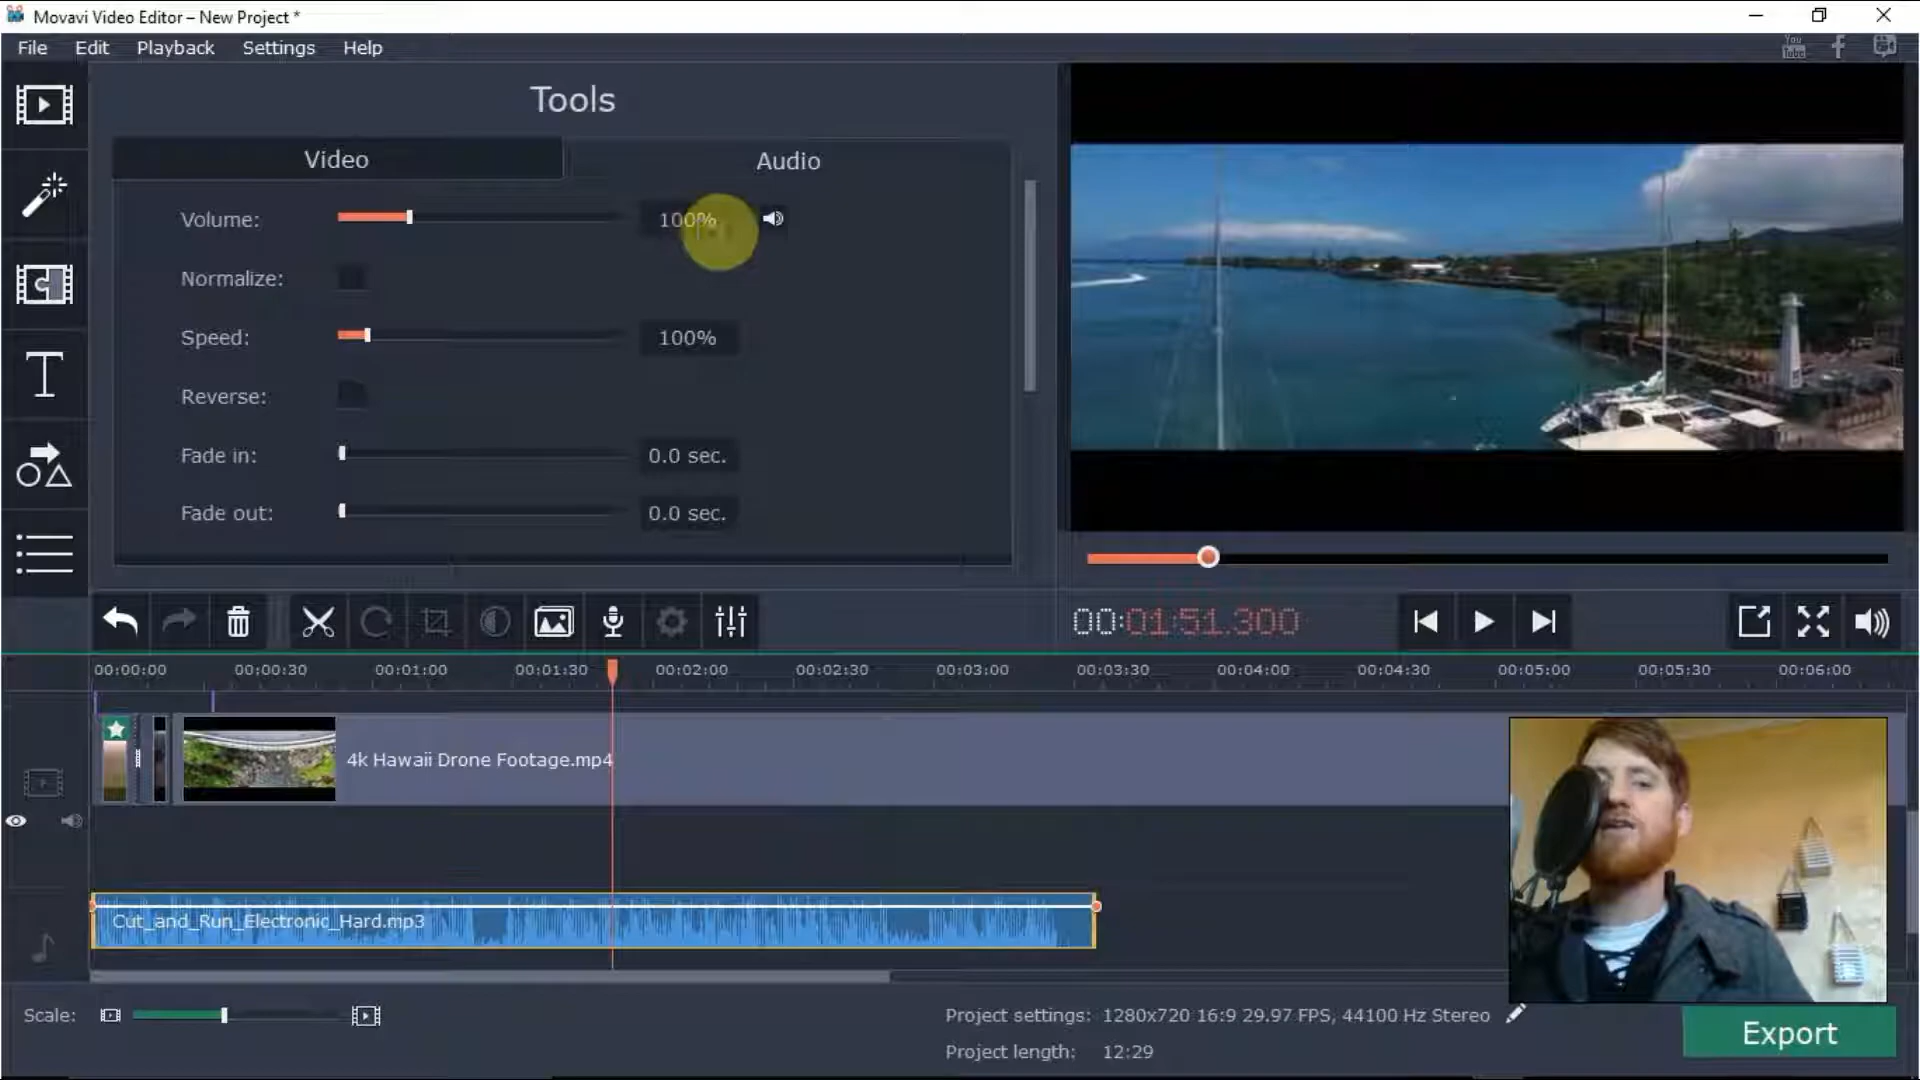 Movavi Video Editor – New Project *
File Edit Playback Settings Help
You
Tube
Tools
Video Audio
Volume: 100%
Normalize:
Speed: 100%
Reverse:
Fade in: 0.0 sec.
Fade out: 0.0 sec.
00:01:51.300
00:00:00 00:00:30 00:01:00 00:01:30 00:02:00 00:02:30 00:03:00 00:03:30 00:04:00 00:04:30 00:05:00 00:05:30 00:06:00
4k Hawaii Drone Footage.mp4
Cut_and_Run_Electronic_Hard.mp3
Scale:
Project settings: 1280x720 16:9 29.97 FPS, 44100 Hz Stereo
Project length: 12:29
Export